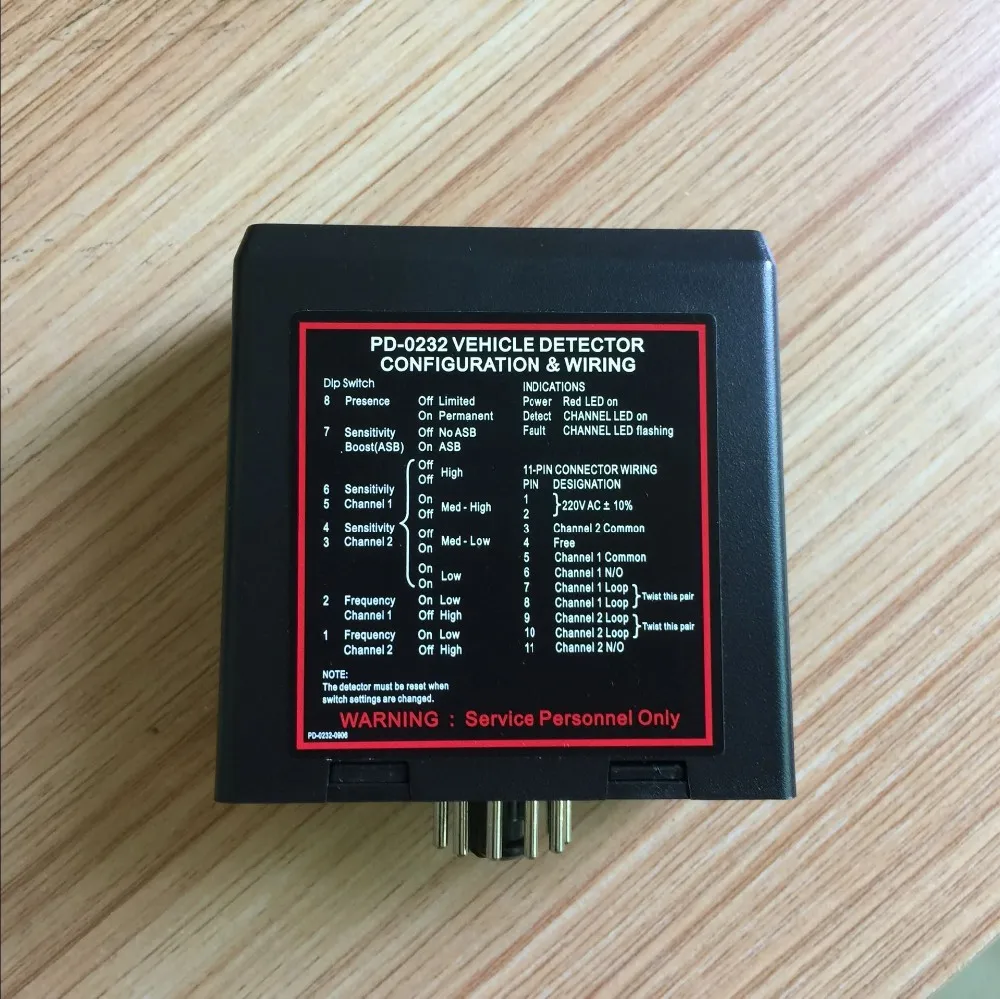 PD-0232 VEHICLE DETECTOR
CONFIGURATION & WIRING
Dip Switch
8 Presence Off Limited
On Permanent
7 Sensitivity Off No ASB
Boost(ASB) On ASB
Off
High
Off
6 Sensitivily On
5 Channel 1 Med - High
Off
4 Sensitivity Off
3 Channel 2 Med - Low
On
On
Low
On
2 Frequency On Low
Channel 1 Off High
1 Frequency On Low
Channel 2 Off High
NOTE:
The detector must be reset when
switch settings are changed.
INDICATIONS
Power Red LED on
Detect CHANNEL LED on
Fault CHANNEL LED flashing
11-PIN CONNECTOR WIRING
PIN DESIGNATION
1
220V AC ± 10%
2
3 Channel 2 Common
4 Free
5 Channel 1 Common
6 Channel 1 N/O
7 Channel 1 Loop
Twist this pair
8 Channel 1 Loop
9 Channel 2 Loop
Twist this pair
10 Channel 2 Loop
11 Channel 2 N/O
WARNING : Service Personnel Only
PD-0232-0906